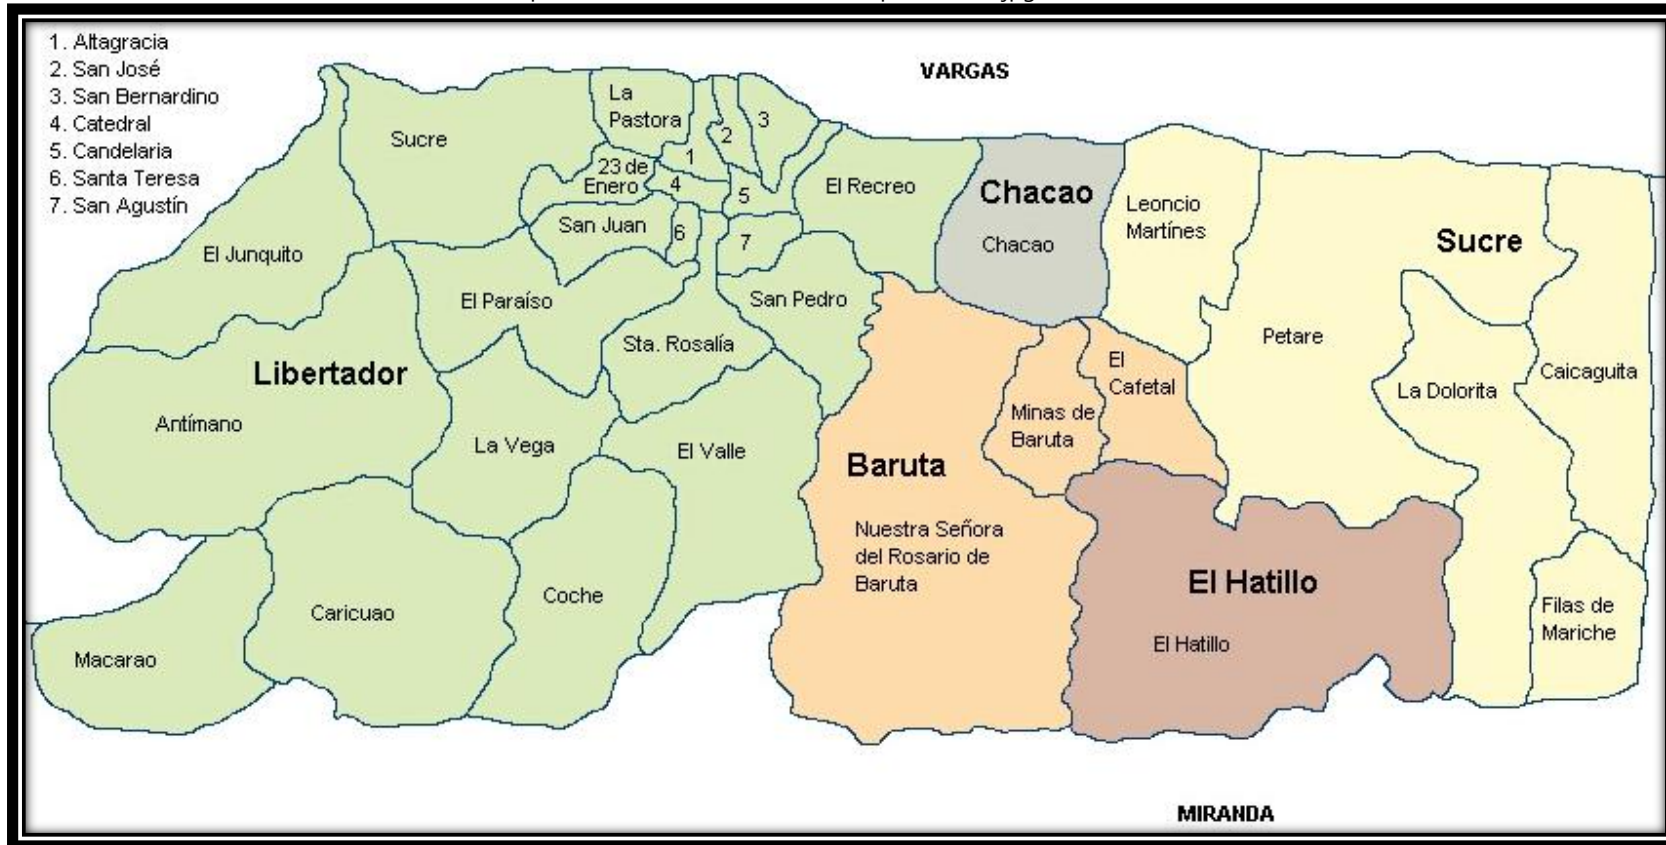 1. Altagracia
2. San José
3. San Bernardino
4. Catedral
5. Candelaria
6. Santa Teresa
7. San Agustín
VARGAS
La
Pastora
Sucre
1
2
3
23 de
Enero
4
5
El Recreo
Chacao
Chacao
Leoncio
Martínes
Sucre
San Juan
6
7
El Junquito
El Paraíso
San Pedro
Sta. Rosalía
Petare
Libertador
El
Cafetal
Caicaguita
La Dolorita
Antímano
Minas de
Baruta
La Vega
El Valle
Baruta
Nuestra Señora
del Rosario de
Baruta
El Hatillo
Coche
Caricuao
Filas de
Mariche
El Hatillo
Macarao
MIRANDA